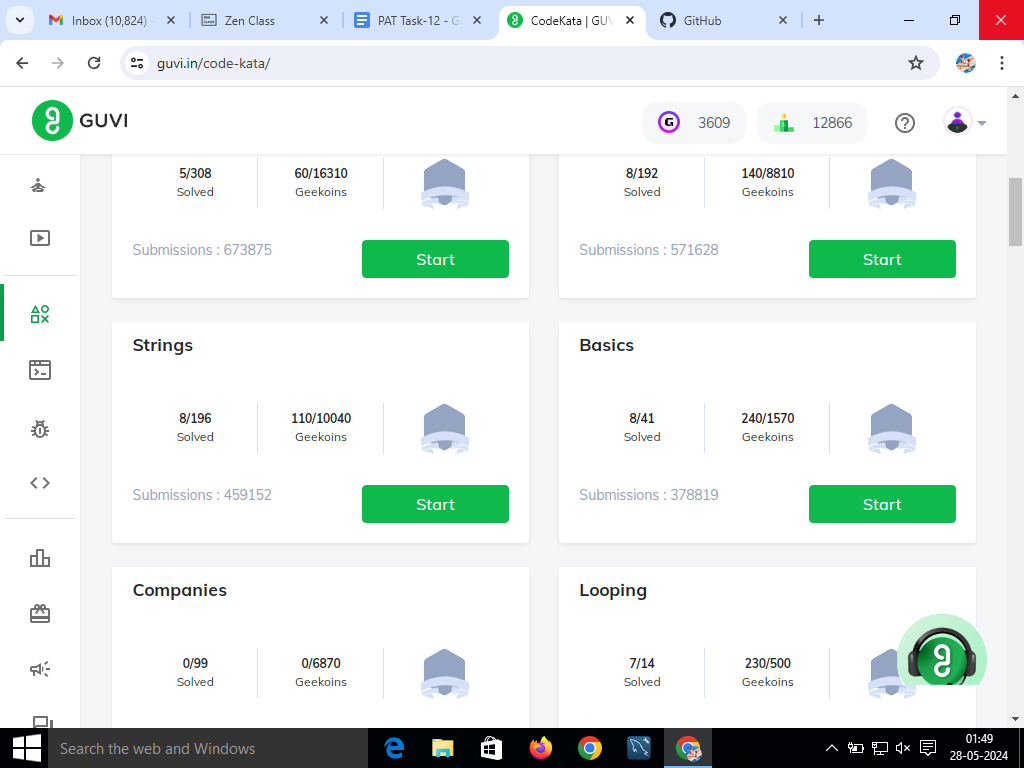 Inbox (10,824) -
Zen Class
PAT Task-12 - G
CodeKata | GUV
GitHub
guvi.in/code-kata/
GUVI
3609
12866
5/308
Solved
60/16310
Geekoins
Submissions : 673875
Start
8/192
Solved
140/8810
Geekoins
Submissions : 571628
Start
Strings
8/196
Solved
110/10040
Geekoins
Submissions : 459152
Start
Basics
8/41
Solved
240/1570
Geekoins
Submissions : 378819
Start
Companies
0/99
Solved
0/6870
Geekoins
Looping
7/14
Solved
230/500
Geekoins
Search the web and Windows
01:49
28-05-2024